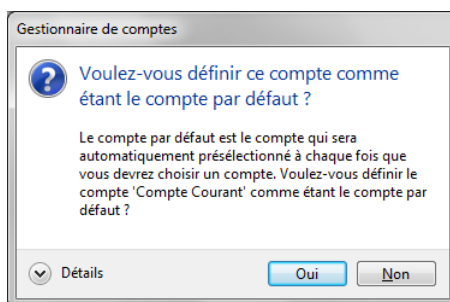 Gestionnaire de comptes
Voulez-vous définir ce compte comme
étant le compte par défaut ?
Le compte par défaut est le compte qui sera
automatiquement présélectionné à chaque fois que
vous devrez choisir un compte. Voulez-vous définir le
compte 'Compte Courant' comme étant le compte par
défaut ?
Détails
Oui
Non